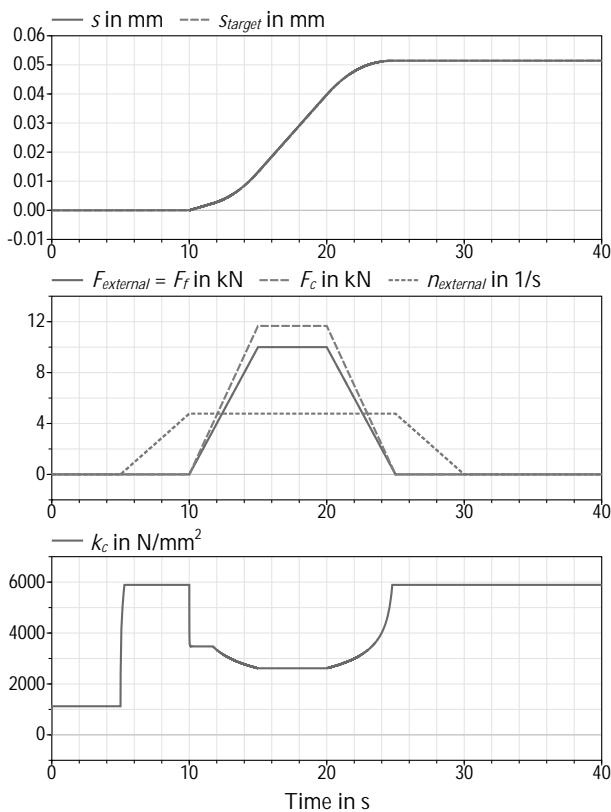 s in mm s_target in mm
0.06
0.05
0.04
0.03
0.02
0.01
0.00
-0.01
0 10 20 30 40
F_external = F_f in kN F_c in kN n_external in 1/s
12
8
4
0
0 10 20 30 40
k_c in N/mm²
6000
4000
2000
0
0 10 20 30 40
Time in s